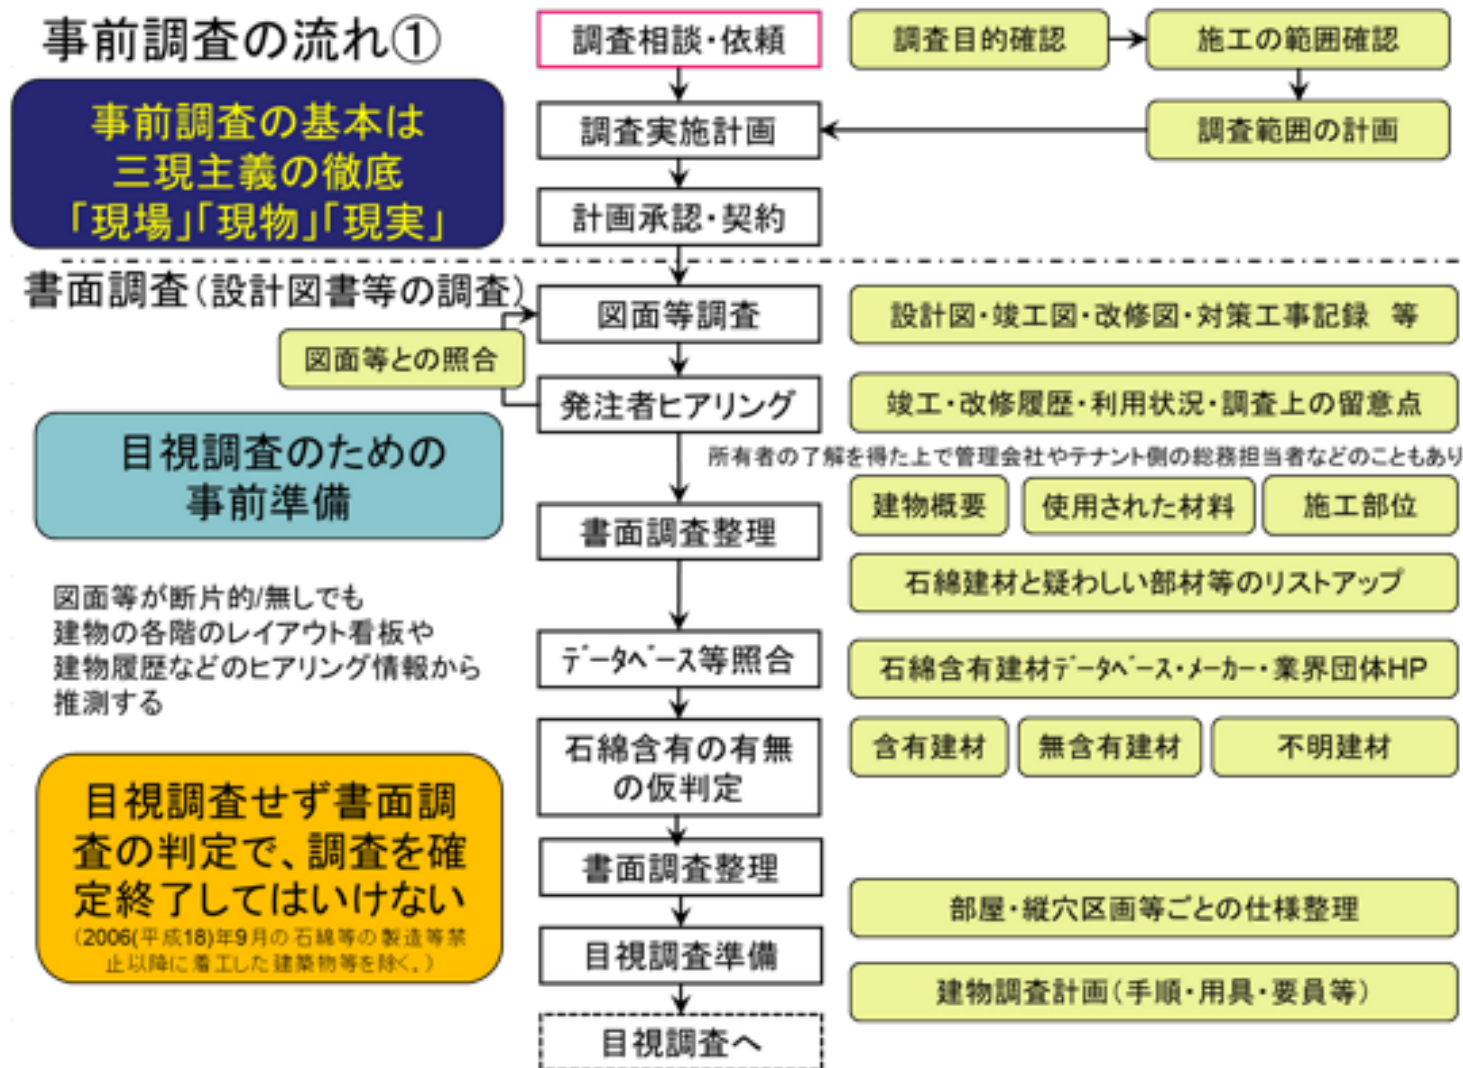 事前調査の流れ①
事前調査の基本は
三現主義の徹底
「現場」「現物」「現実」
調査相談・依頼
調査目的確認
施工の範囲確認
調査実施計画
調査範囲の計画
計画承認・契約
書面調査（設計図書等の調査）
図面等調査
設計図・竣工図・改修図・対策工事記録　等
図面等との照合
発注者ヒアリング
竣工・改修履歴・利用状況・調査上の留意点
所有者の了解を得た上で管理会社やテナント側の総務担当者などのこともあり
目視調査のための
事前準備
書面調査整理
建物概要
使用された材料
施工部位
石綿建材と疑わしい部材等のリストアップ
図面等が断片的/無しでも
建物の各階のレイアウト看板や
建物履歴などのヒアリング情報から
推測する
ﾃﾞｰﾀﾍﾞｰｽ等照合
石綿含有建材ﾃﾞｰﾀﾍﾞｰｽ・ﾒｰｶｰ・業界団体HP
石綿含有の有無
の仮判定
含有建材
無含有建材
不明建材
目視調査せず書面調
査の判定で、調査を確
定終了してはいけない
（2006(平成18)年9月の石綿等の製造等禁
止以降に着工した建築物等を除く。）
書面調査整理
部屋・縦穴区画等ごとの仕様整理
目視調査準備
建物調査計画（手順・用具・要員等）
目視調査へ